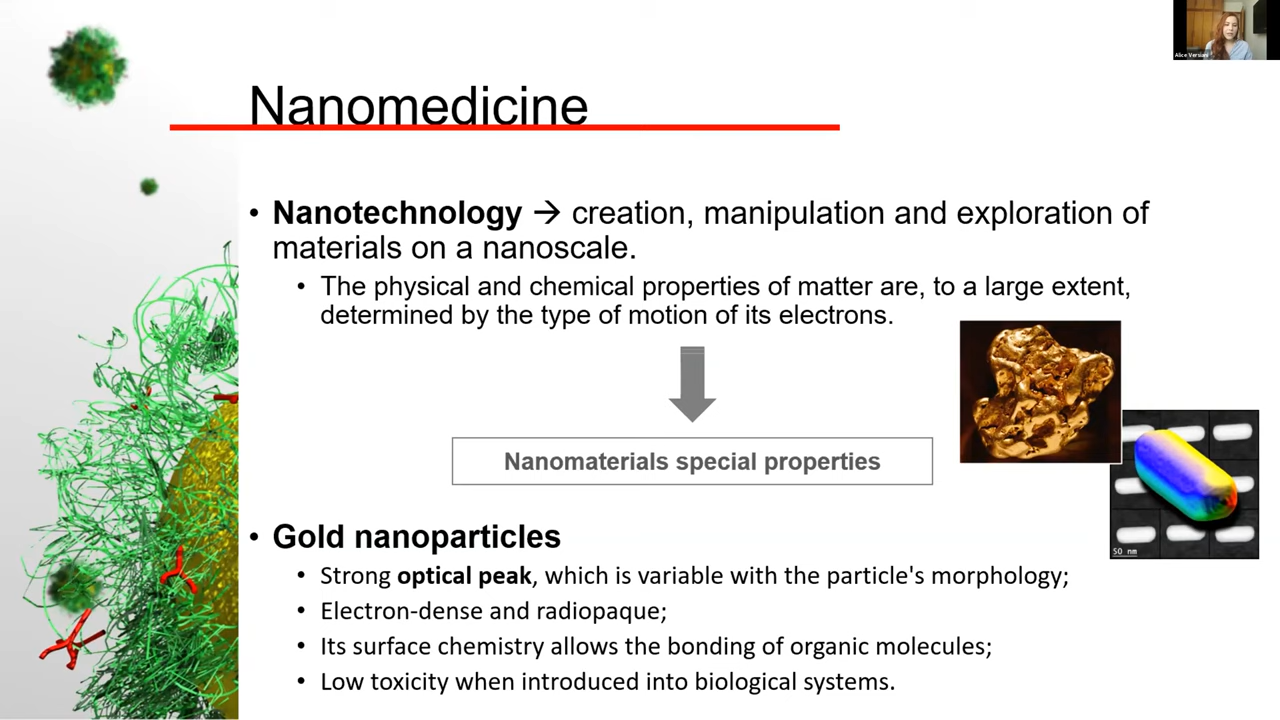 Alice Versiani
Nanomedicine
• Nanotechnology → creation, manipulation and exploration of
materials on a nanoscale.
• The physical and chemical properties of matter are, to a large extent,
determined by the type of motion of its electrons.
Nanomaterials special properties
50 nm
• Gold nanoparticles
• Strong optical peak, which is variable with the particle's morphology;
• Electron-dense and radiopaque;
• Its surface chemistry allows the bonding of organic molecules;
• Low toxicity when introduced into biological systems.